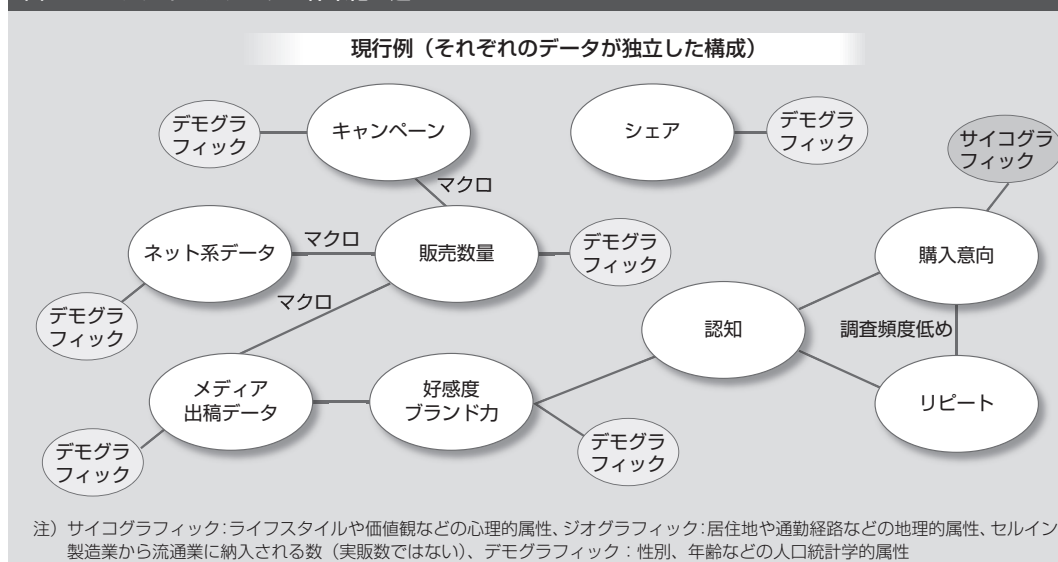 現行例（それぞれのデータが独立した構成）
デモグラ
フィック
キャンペーン
シェア
デモグラ
フィック
サイコグラ
フィック
マクロ
ネット系データ
マクロ
販売数量
デモグラ
フィック
購入意向
デモグラ
フィック
マクロ
認知
調査頻度低め
メディア
出稿データ
好感度
ブランド力
リピート
デモグラ
フィック
デモグラ
フィック
注）サイコグラフィック：ライフスタイルや価値観などの心理的属性、ジオグラフィック：居住地や通勤経路などの地理的属性、セルイン
製造業から流通業に納入される数（実販数ではない）、デモグラフィック：性別、年齢などの人口統計学的属性